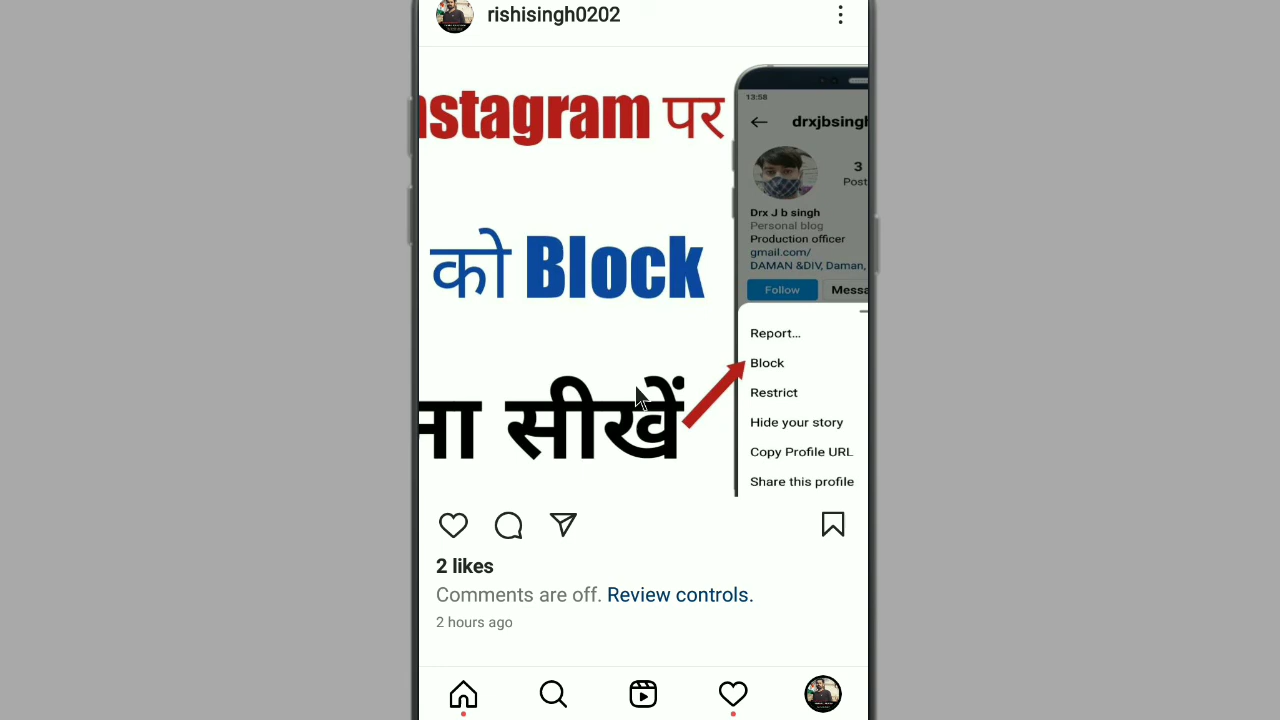 rishisingh0202
nstagram पर
को Block
ना सीखें
13:58
drxjbsingh
3
Post
Drx J b singh
Personal blog
Production officer
gmail.com/
DAMAN &DIV, Daman,
Follow
Messa
Report...
Block
Restrict
Hide your story
Copy Profile URL
Share this profile
2 likes
Comments are off. Review controls.
2 hours ago